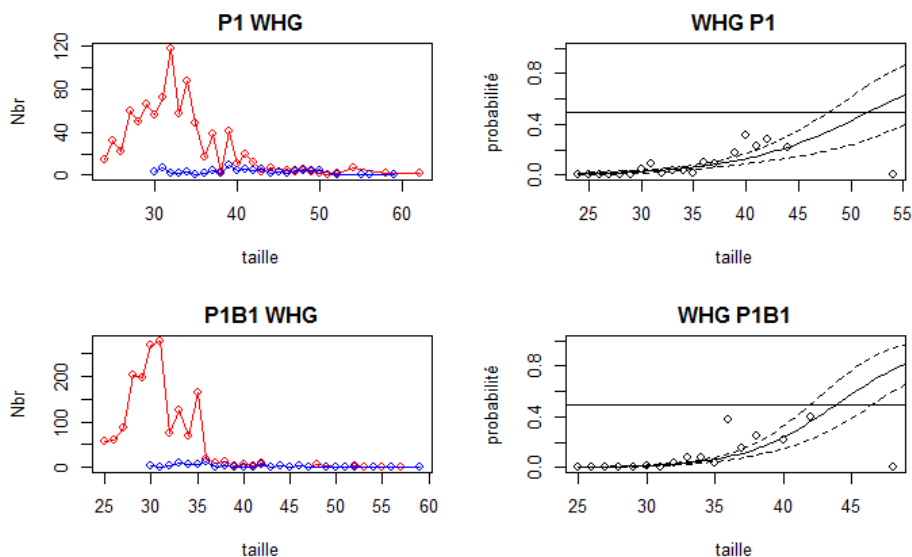 P1 WHG
Nbr
0 40 80 120
30 40 50 60
taille
WHG P1
probabilité
0.0 0.4 0.8
25 30 35 40 45 50 55
taille
P1B1 WHG
Nbr
0 100 200
25 30 35 40 45 50 55 60
taille
WHG P1B1
probabilité
0.0 0.4 0.8
25 30 35 40 45
taille